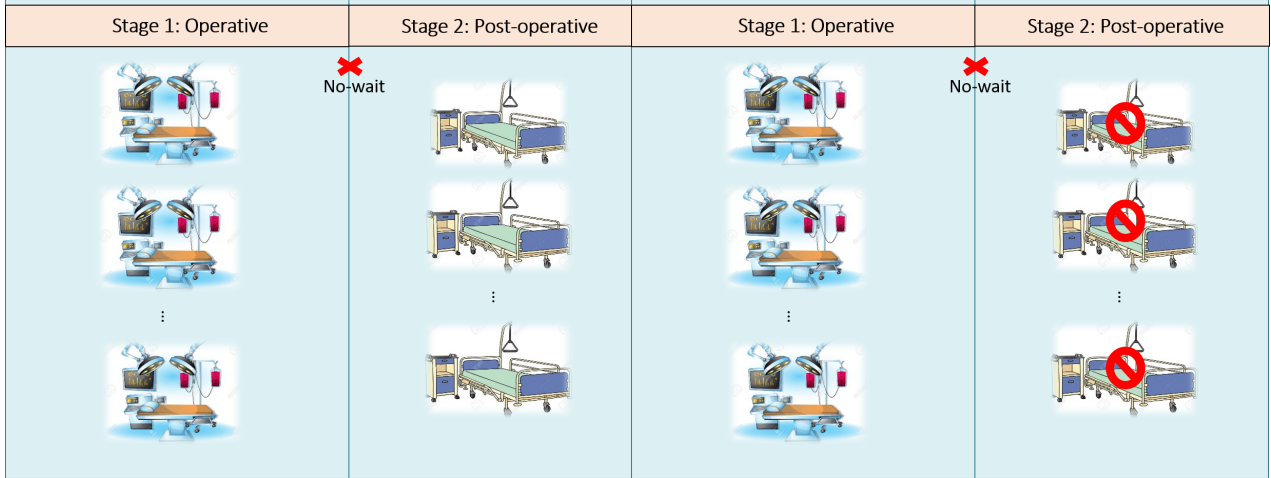 Stage 1: Operative
Stage 2: Post-operative
Stage 1: Operative
Stage 2: Post-operative
No-wait
No-wait
...
...
...
...